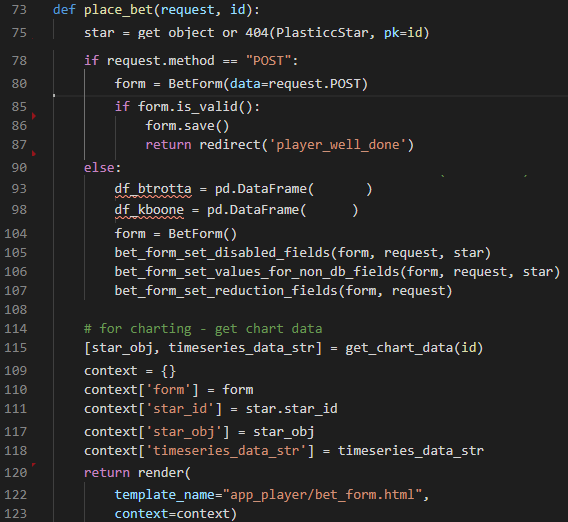 73 def place_bet(request, id):
75 star = get object or 404(PlasticcStar, pk=id)
78 if request.method == "POST":
80 form = BetForm(data=request.POST)
85 if form.is_valid():
86 form.save()
87 return redirect('player_well_done')
90 else:
93 df_btrotta = pd.DataFrame( )
98 df_kboone = pd.DataFrame( )
104 form = BetForm()
105 bet_form_set_disabled_fields(form, request, star)
106 bet_form_set_values_for_non_db_fields(form, request, star)
107 bet_form_set_reduction_fields(form, request)
108
114 # for charting - get chart data
115 [star_obj, timeseries_data_str] = get_chart_data(id)
109 context = {}
110 context['form'] = form
111 context['star_id'] = star.star_id
117 context['star_obj'] = star_obj
118 context['timeseries_data_str'] = timeseries_data_str
120 return render(
122 template_name="app_player/bet_form.html",
123 context=context)